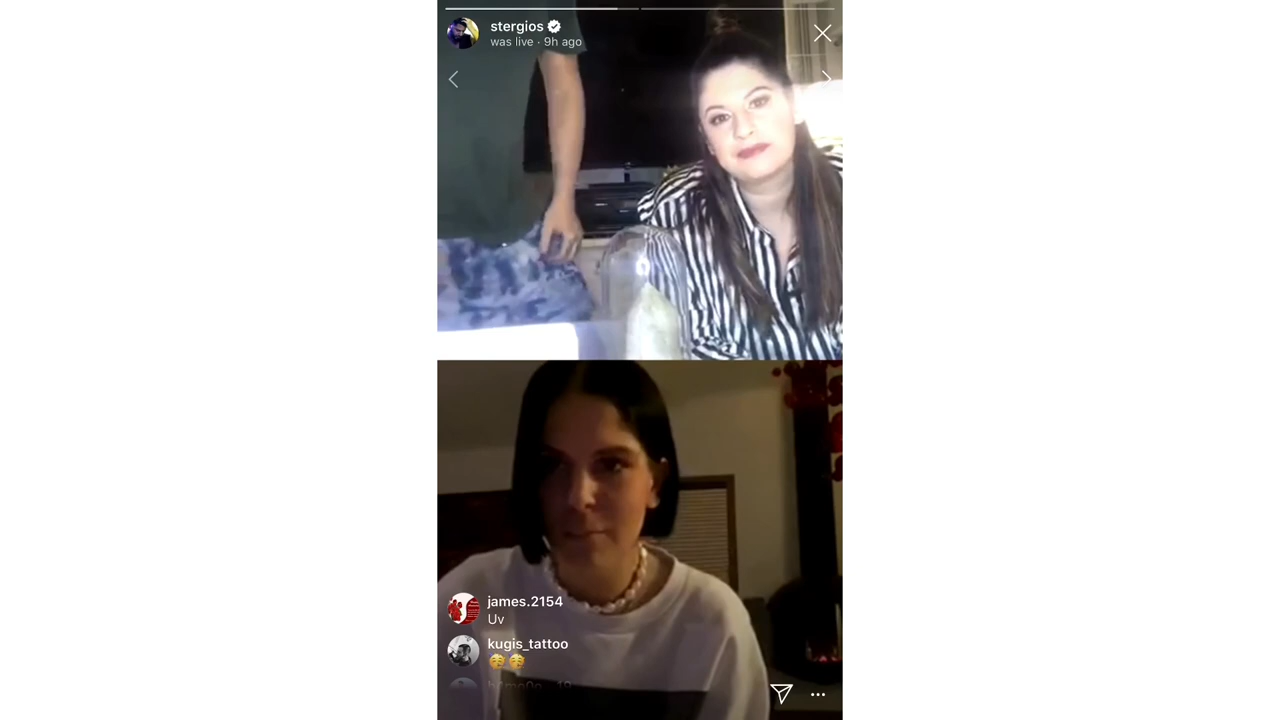 stergios
was live · 9h ago
james.2154
Uv
kugis_tattoo
🥳🥳